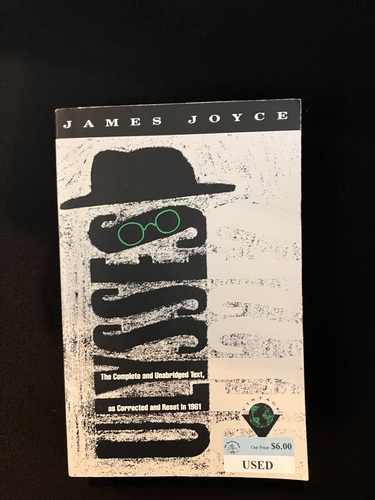 JAMES JOYCE
ULYSSES
The Complete and Unabridged Text,
as Corrected and Reset in 1961
Our Price $6.00
USED